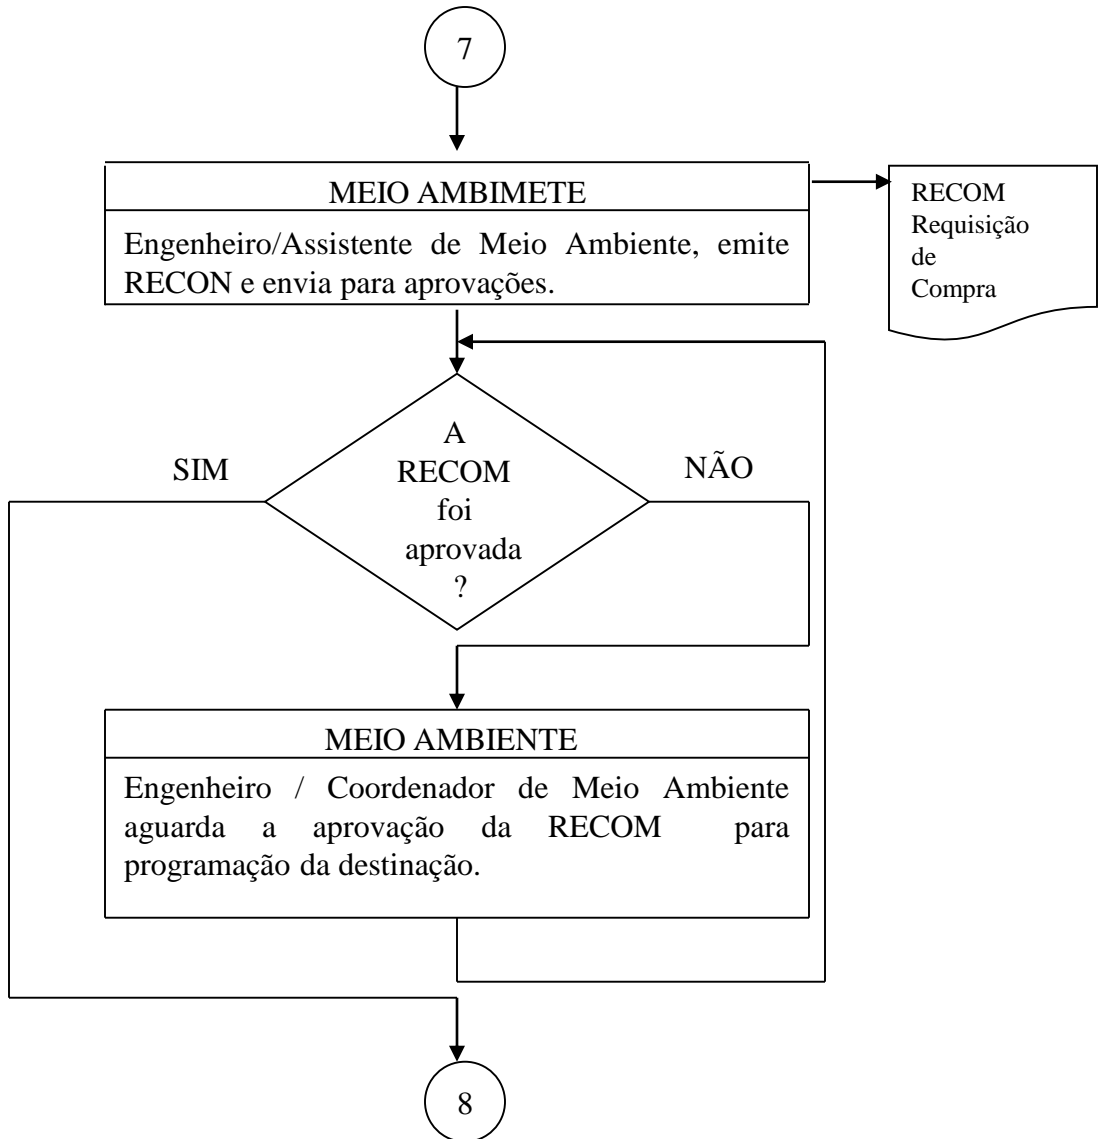 7
MEIO AMBIMETE
Engenheiro/Assistente de Meio Ambiente, emite
RECON e envia para aprovações.
RECOM
Requisição
de
Compra
A
RECOM
foi
aprovada
?
SIM
NÃO
MEIO AMBIENTE
Engenheiro / Coordenador de Meio Ambiente
aguarda a aprovação da RECOM para
programação da destinação.
8